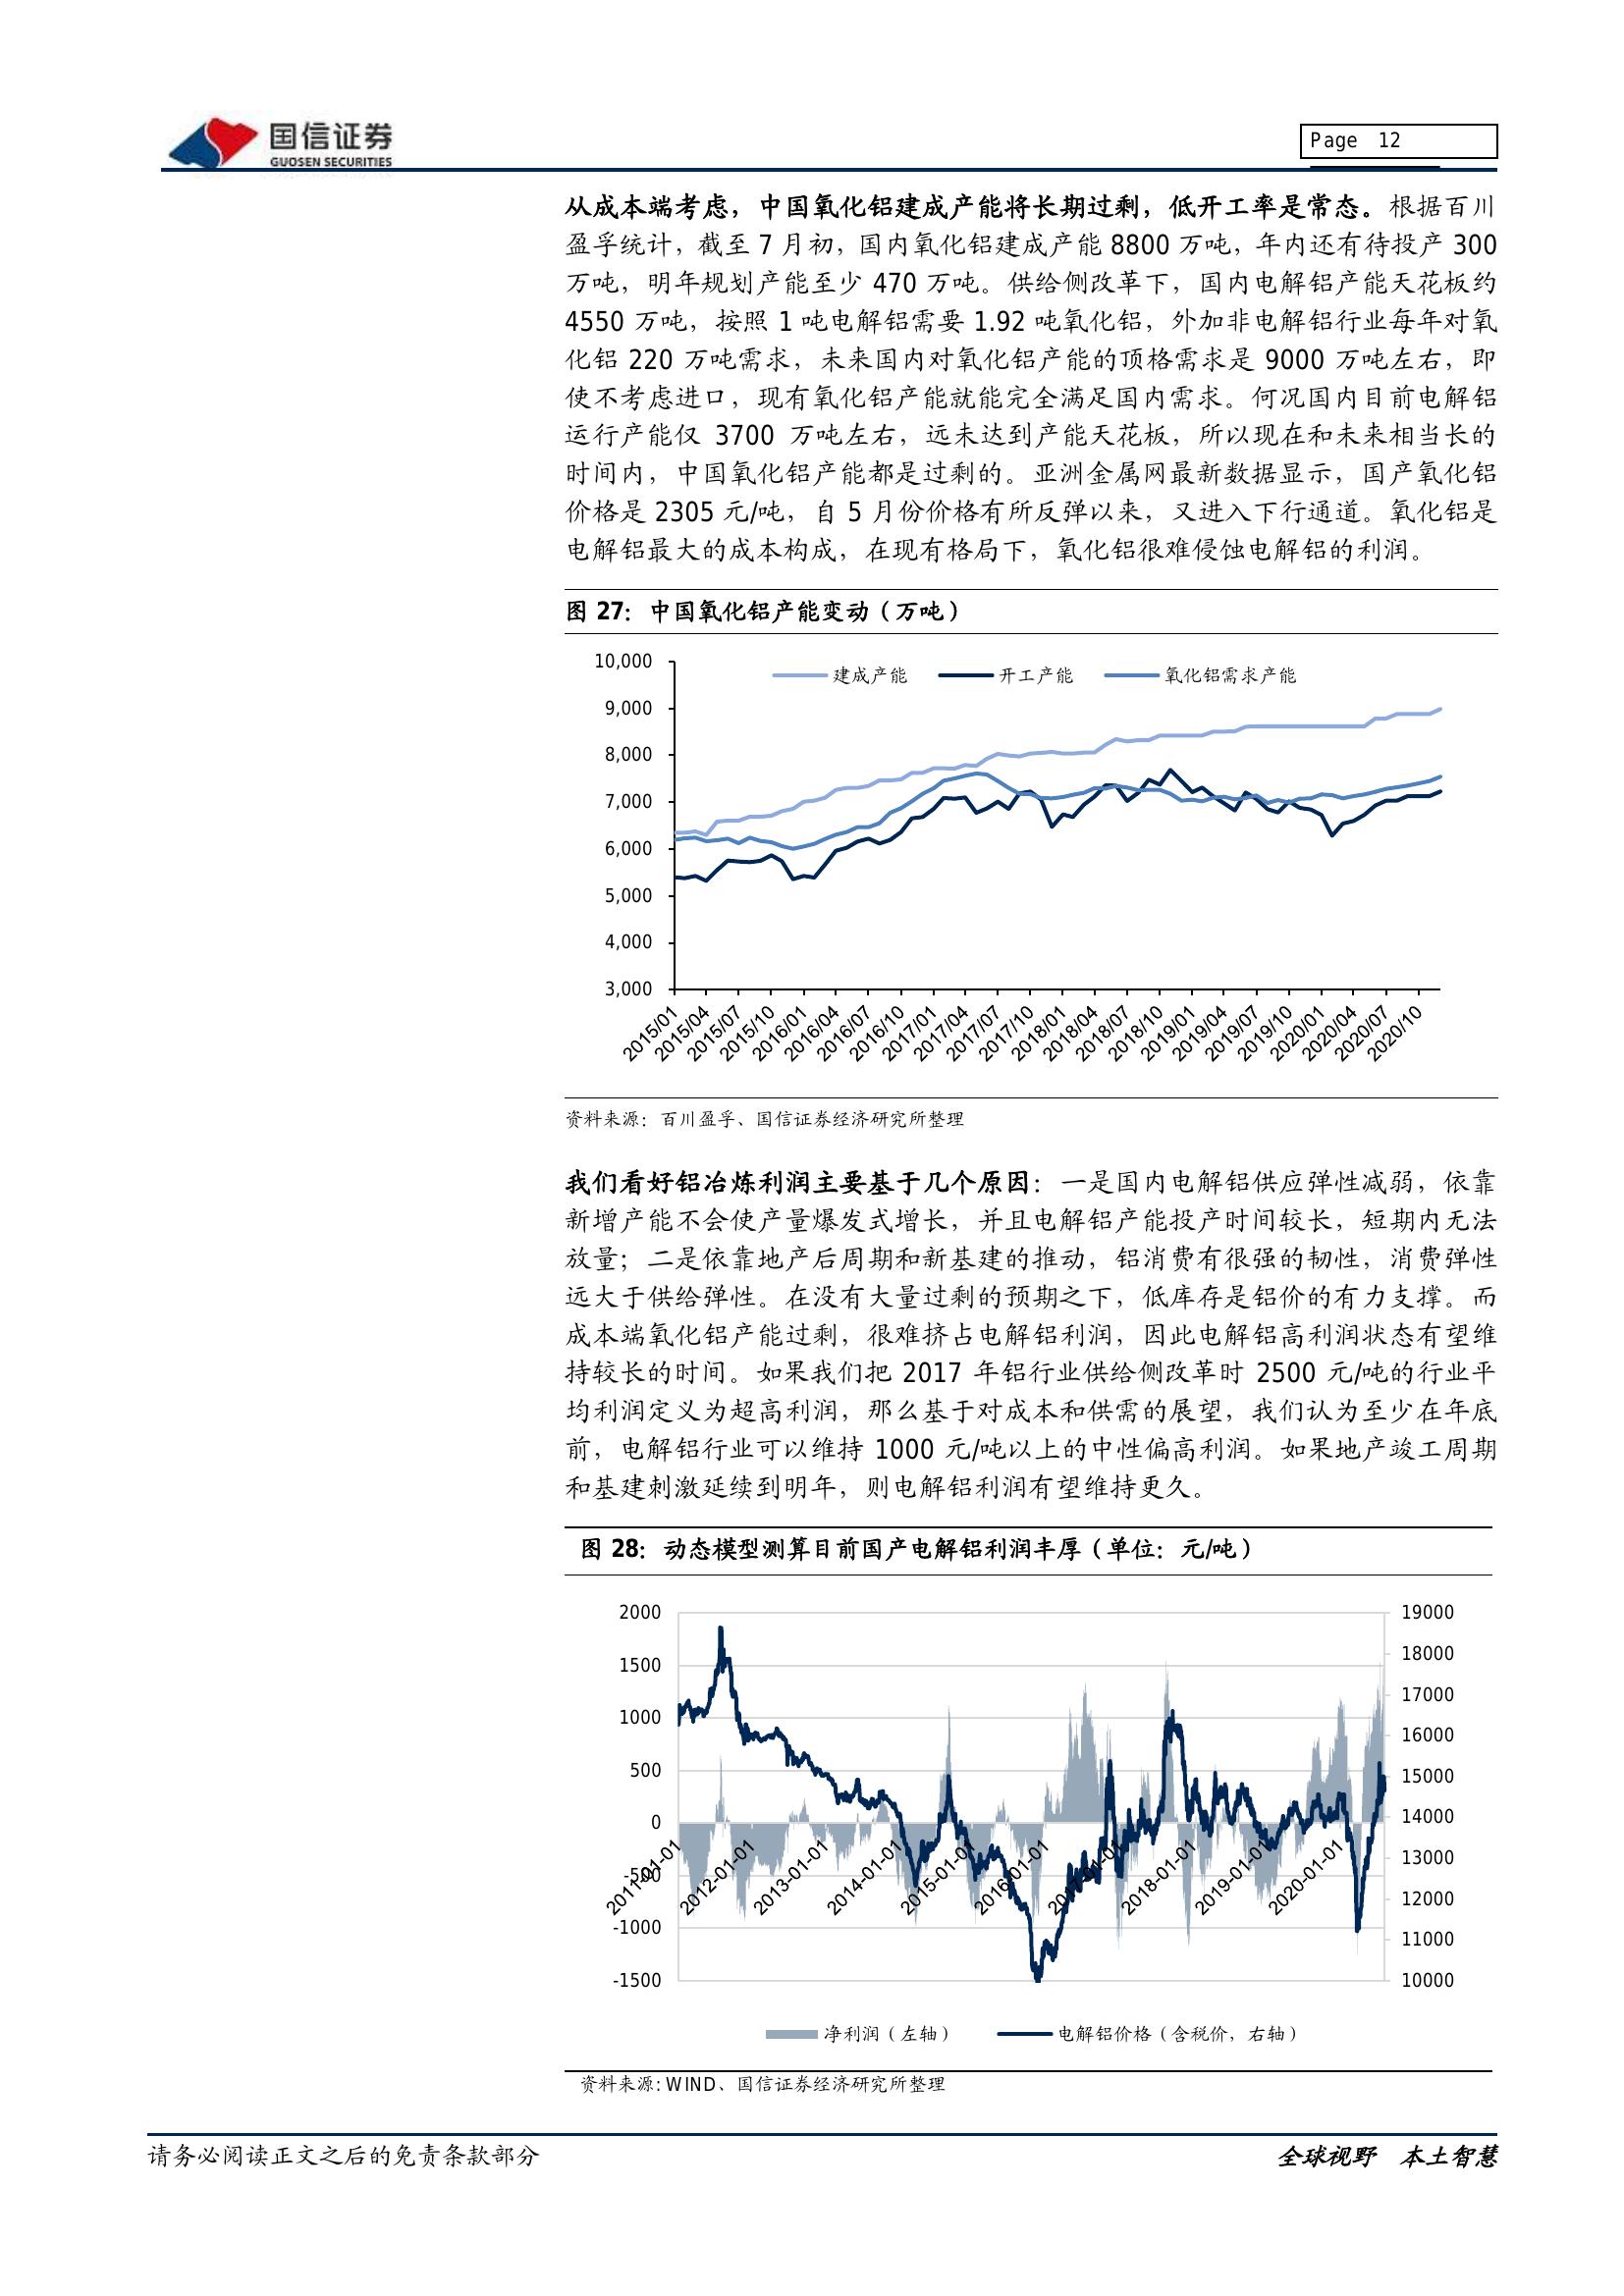 国信证券
GUOSEN SECURITIES
Page 12
从成本端考虑，中国氧化铝建成产能将长期过剩，低开工率是常态。根据百川
盈孚统计，截至 7 月初，国内氧化铝建成产能 8800 万吨，年内还有待投产 300
万吨，明年规划产能至少 470 万吨。供给侧改革下，国内电解铝产能天花板约
4550 万吨，按照 1 吨电解铝需要 1.92 吨氧化铝，外加非电解铝行业每年对氧
化铝 220 万吨需求，未来国内对氧化铝产能的顶格需求是 9000 万吨左右，即
使不考虑进口，现有氧化铝产能就能完全满足国内需求。何况国内目前电解铝
运行产能仅 3700 万吨左右，远未达到产能天花板，所以现在和未来相当长的
时间内，中国氧化铝产能都是过剩的。亚洲金属网最新数据显示，国产氧化铝
价格是 2305 元/吨，自 5 月份价格有所反弹以来，又进入下行通道。氧化铝是
电解铝最大的成本构成，在现有格局下，氧化铝很难侵蚀电解铝的利润。
图 27：中国氧化铝产能变动（万吨）
建成产能 开工产能 氧化铝需求产能
10,000
9,000
8,000
7,000
6,000
5,000
4,000
3,000
2015/01 2015/04 2015/07 2015/10 2016/01 2016/04 2016/07 2016/10 2017/01 2017/04 2017/07 2017/10 2018/01 2018/04 2018/07 2018/10 2019/01 2019/04 2019/07 2019/10 2020/01 2020/04 2020/07 2020/10
资料来源：百川盈孚、国信证券经济研究所整理
我们看好铝冶炼利润主要基于几个原因：一是国内电解铝供应弹性减弱，依靠
新增产能不会使产量爆发式增长，并且电解铝产能投产时间较长，短期内无法
放量；二是依靠地产后周期和新基建的推动，铝消费有很强的韧性，消费弹性
远大于供给弹性。在没有大量过剩的预期之下，低库存是铝价的有力支撑。而
成本端氧化铝产能过剩，很难挤占电解铝利润，因此电解铝高利润状态有望维
持较长的时间。如果我们把 2017 年铝行业供给侧改革时 2500 元/吨的行业平
均利润定义为超高利润，那么基于对成本和供需的展望，我们认为至少在年底
前，电解铝行业可以维持 1000 元/吨以上的中性偏高利润。如果地产竣工周期
和基建刺激延续到明年，则电解铝利润有望维持更久。
图 28：动态模型测算目前国产电解铝利润丰厚（单位：元/吨）
2000 19000
1500 18000
1000 17000
500 16000
0 15000
-500 14000
-1000 13000
-1500 12000
11000
10000
2011-01-01 2012-01-01 2013-01-01 2014-01-01 2015-01-01 2016-01-01 2017-01-01 2018-01-01 2019-01-01 2020-01-01
净利润（左轴） 电解铝价格（含税价，右轴）
资料来源: WIND、国信证券经济研究所整理
请务必阅读正文之后的免责条款部分
全球视野 本土智慧